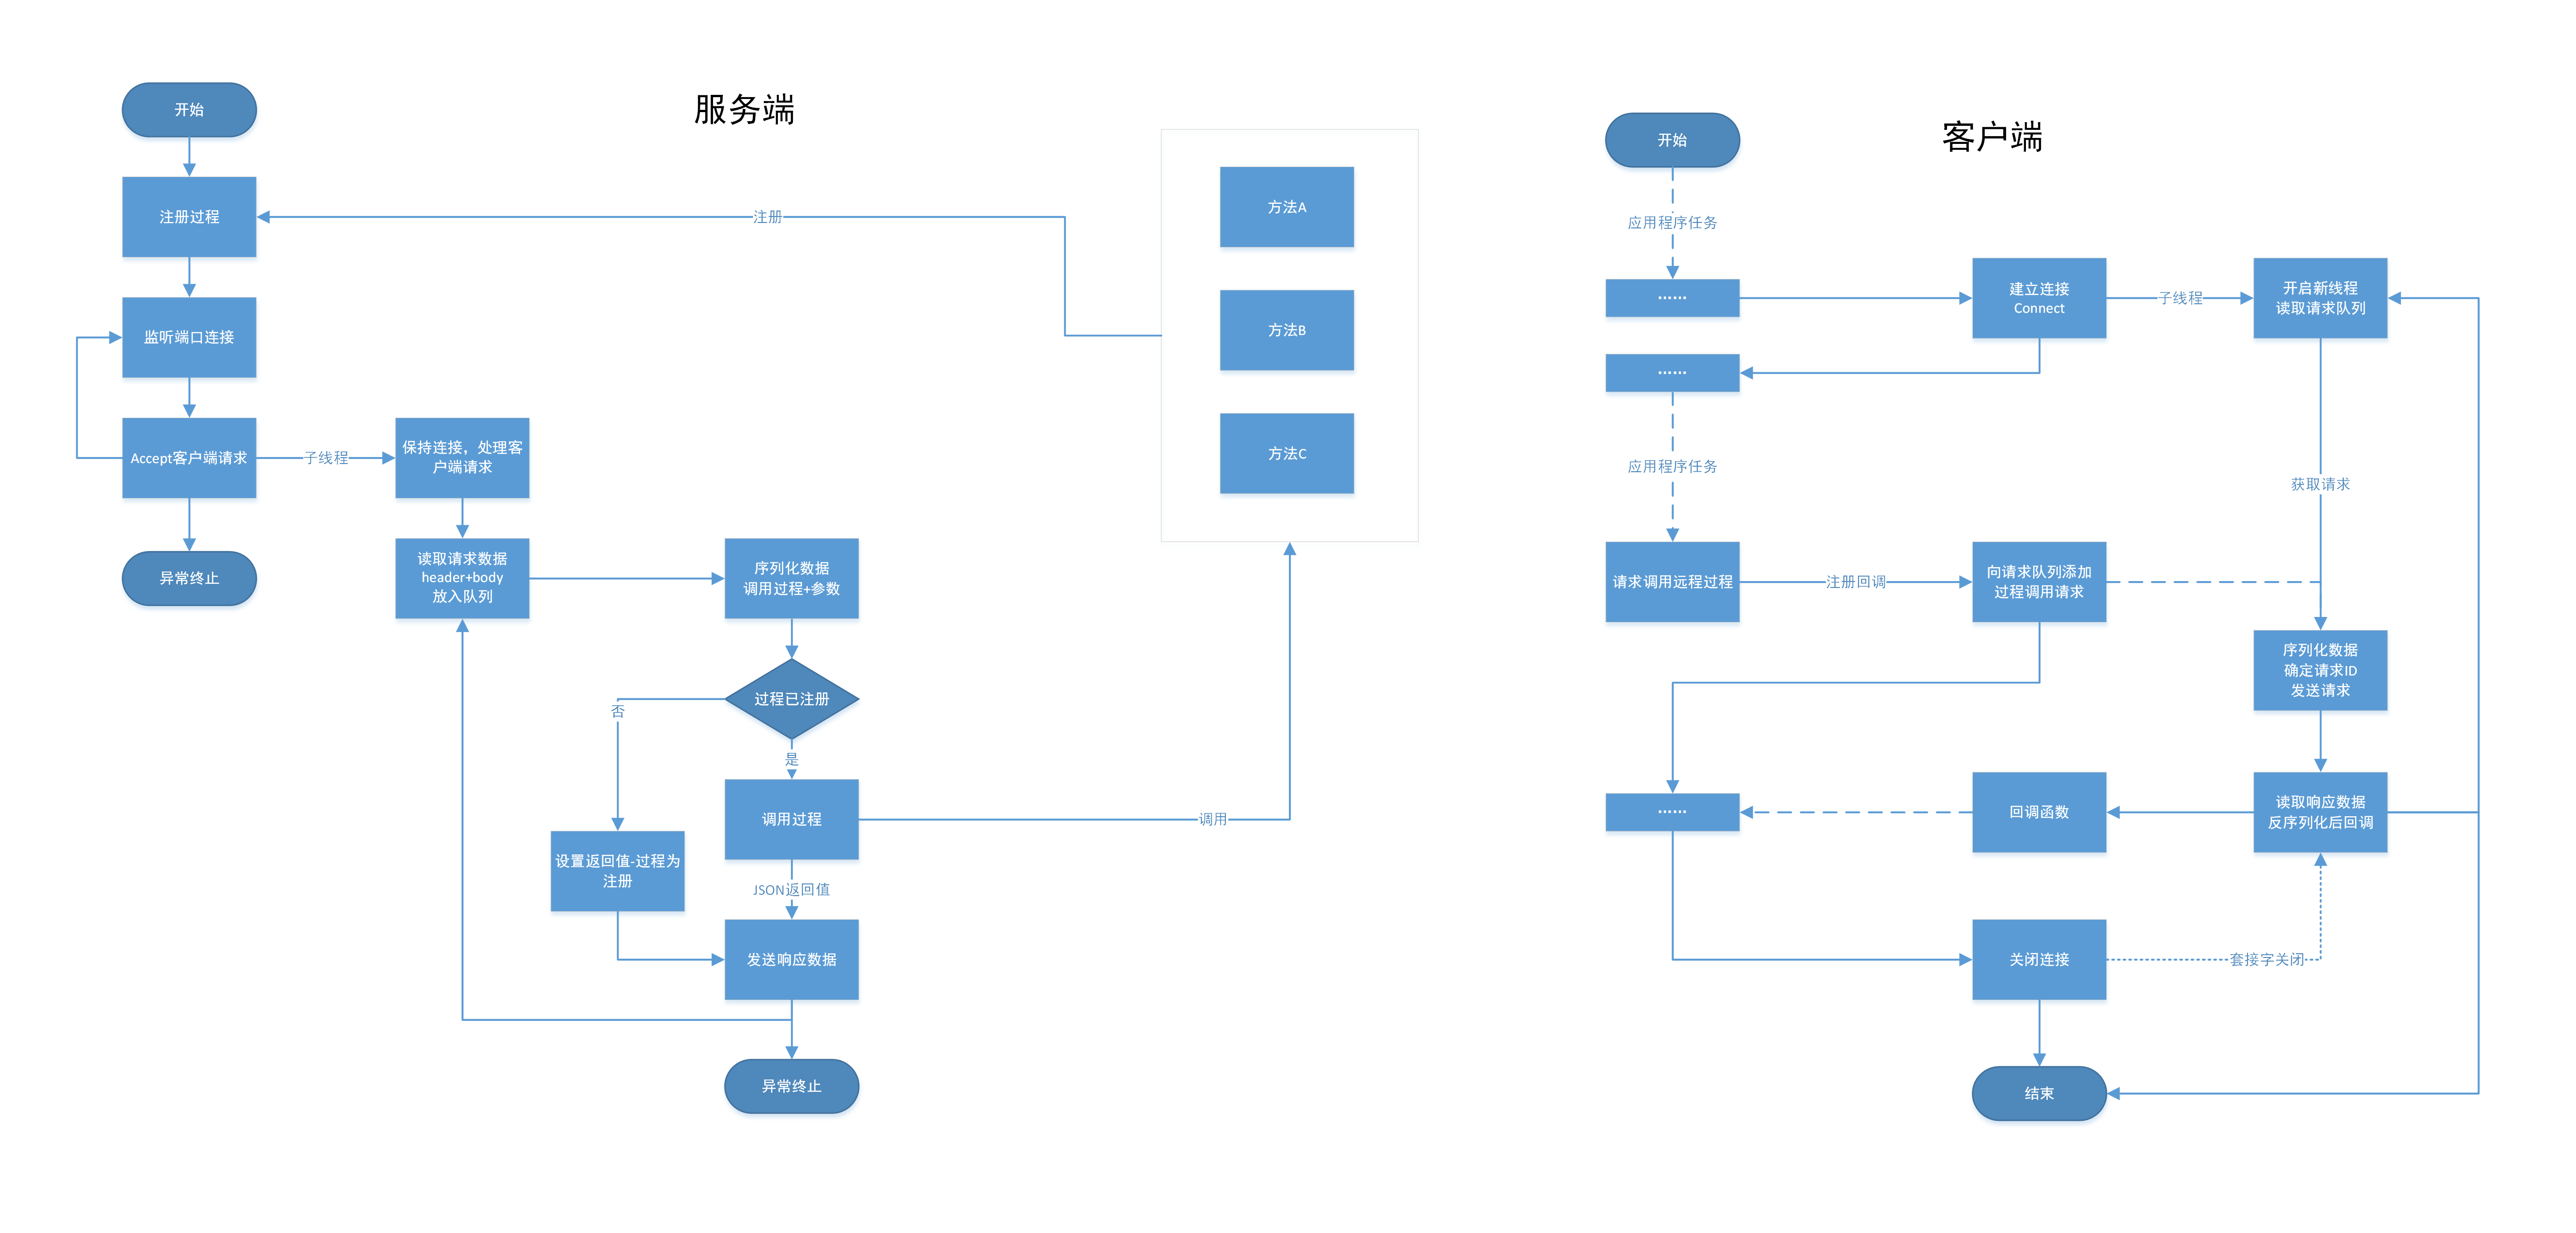 服务端
开始
注册过程
注册
监听端口连接
Accept客户端请求
子线程
保持连接，处理客
户端请求
异常终止
读取请求数据
header+body
放入队列
序列化数据
调用过程+参数
过程已注册
否
是
调用过程
调用
设置返回值-过程为
注册
JSON返回值
发送响应数据
异常终止
方法A
方法B
方法C
客户端
开始
应用程序任务
……
建立连接
Connect
子线程
开启新线程
读取请求队列
……
应用程序任务
获取请求
请求调用远程过程
注册回调
向请求队列添加
过程调用请求
序列化数据
确定请求ID
发送请求
……
回调函数
读取响应数据
反序列化后回调
关闭连接
套接字关闭
结束